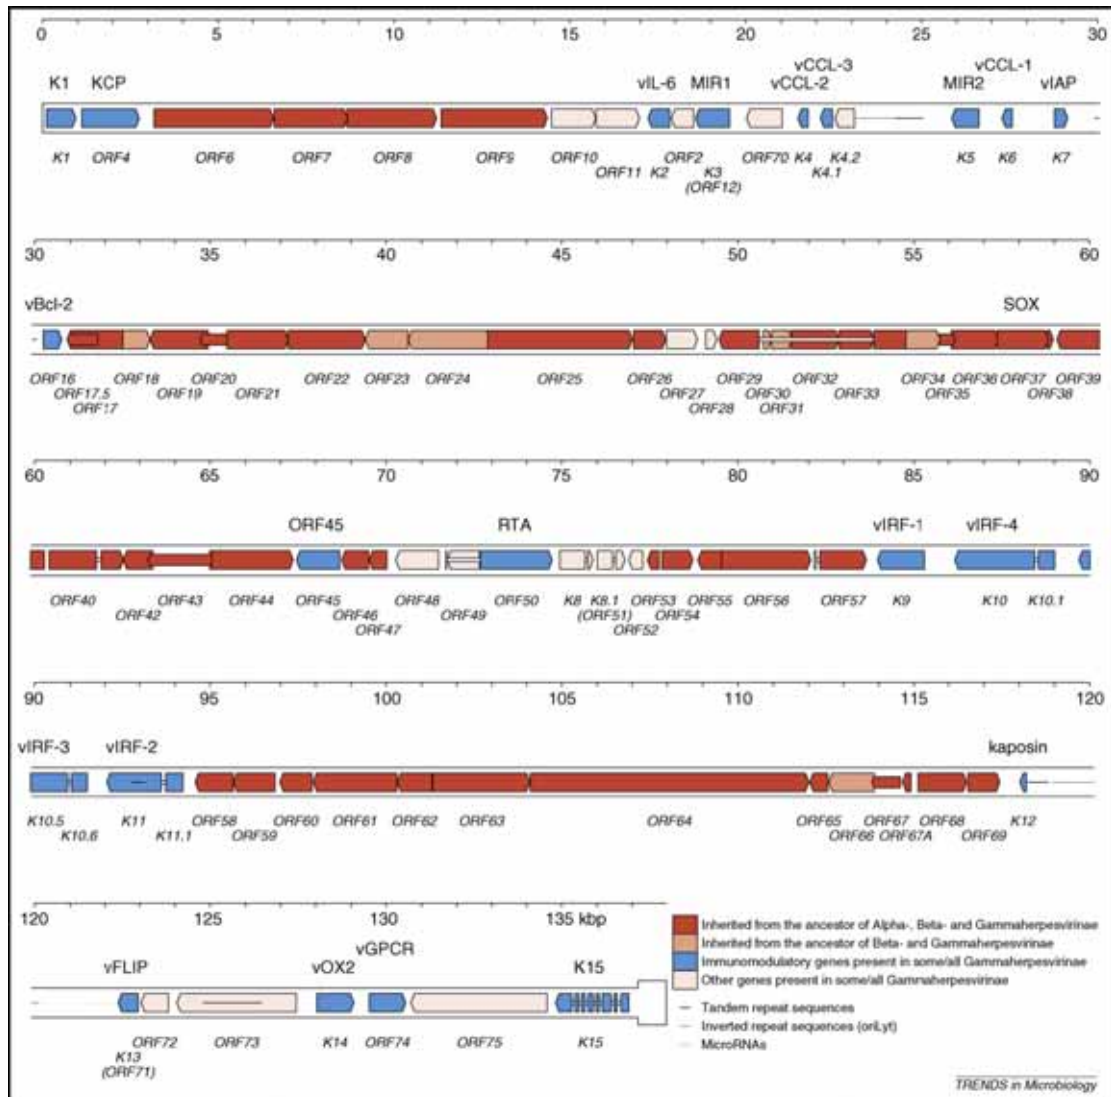 0 5 10 15 20 25 30
vCCL-3 vCCL-1
K1 KCP vIL-6 MIR1 vCCL-2 MIR2 vIAP
K1 ORF4 ORF6 ORF7 ORF8 ORF9 ORF10 ORF2 ORF70 K4 K4.2 K5 K6 K7
ORF11 K2 K3 K4.1
(ORF12)
30 35 40 45 50 55 60
vBcl-2 SOX
ORF16 ORF18 ORF20 ORF22 ORF23 ORF24 ORF25 ORF26 ORF29 ORF32 ORF34 ORF36 ORF37 ORF39
ORF17.5 ORF19 ORF21 ORF27 ORF30 ORF33 ORF35 ORF38
ORF17 ORF28 ORF31
60 65 70 75 80 85 90
ORF45 RTA vIRF-1 vIRF-4
ORF40 ORF43 ORF44 ORF45 ORF48 ORF50 K8 K8.1 ORF53 ORF55 ORF56 ORF57 K9 K10 K10.1
ORF42 ORF46 ORF49 (ORF51) ORF54
ORF47 ORF52
90 95 100 105 110 115 120
vIRF-3 vIRF-2 kaposin
K10.5 K11 ORF58 ORF60 ORF61 ORF62 ORF63 ORF64 ORF65 ORF67 ORF68 K12
K10.6 K11.1 ORF59 ORF66 ORF67A ORF69
120 125 130 135 kbp
vGPCR
vFLIP vOX2 K15
ORF72 ORF73 K14 ORF74 ORF75 K15
K13
(ORF71)
Inherited from the ancestor of Alpha-, Beta- and Gammaherpesvirinae
Inherited from the ancestor of Beta- and Gammaherpesvirinae
Immunomodulatory genes present in some/all Gammaherpesvirinae
Other genes present in some/all Gammaherpesvirinae
Tandem repeat sequences
Inverted repeat sequences (oriLyt)
MicroRNAs
TRENDS in Microbiology